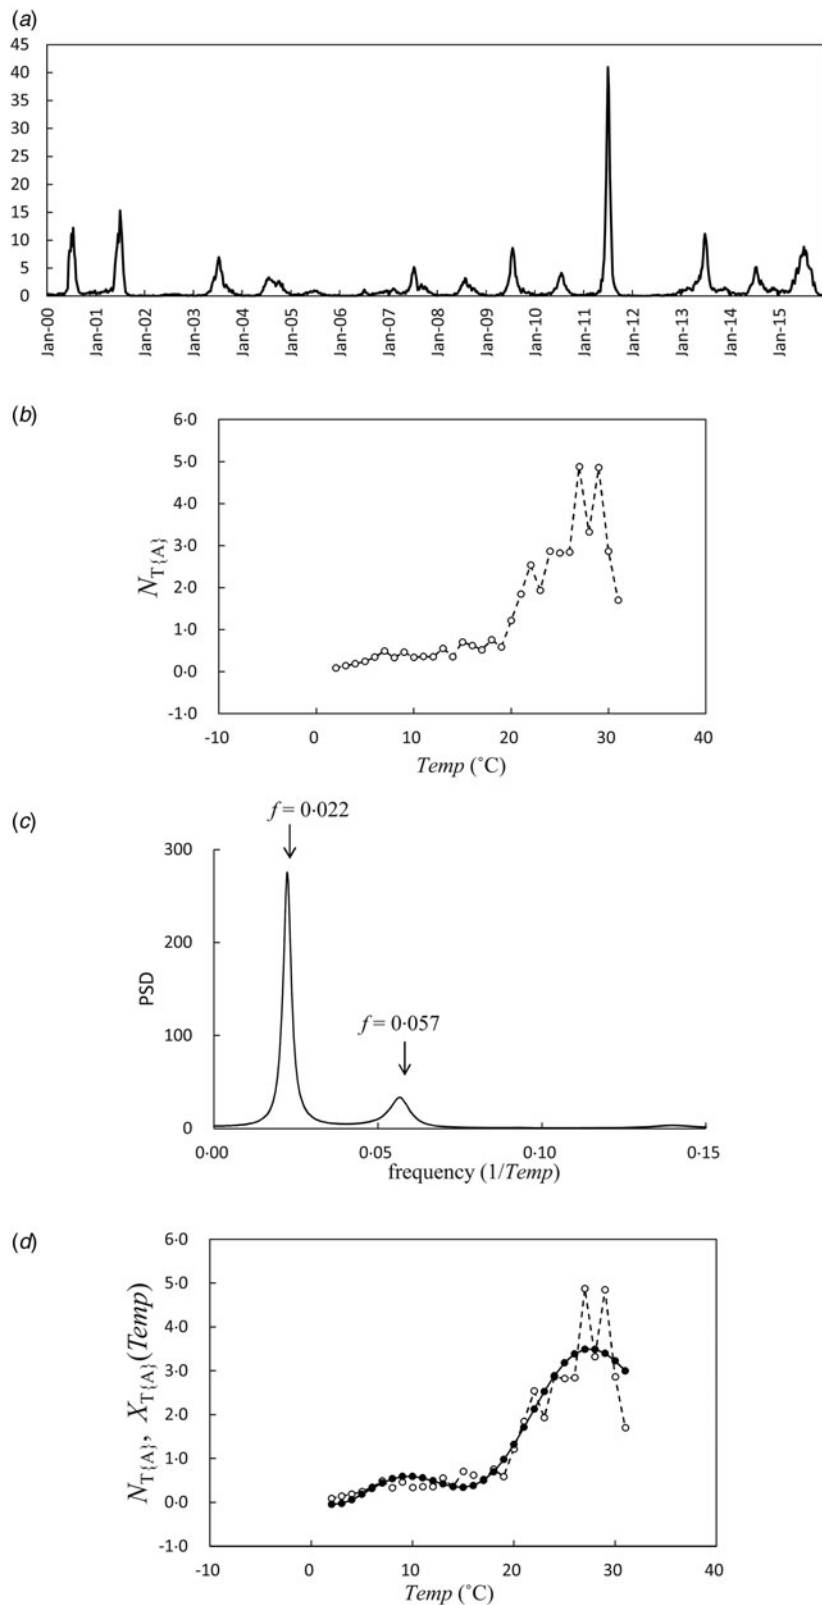 (a)
45
40
35
30
25
20
15
10
5
0
Jan-00
Jan-01
Jan-02
Jan-03
Jan-04
Jan-05
Jan-06
Jan-07
Jan-08
Jan-09
Jan-10
Jan-11
Jan-12
Jan-13
Jan-14
Jan-15
(b)
6·0
5·0
4·0
3·0
2·0
1·0
0·0
-1·0
N_T{A}
-10 0 10 20 30 40
Temp (˚C)
(c)
f = 0·022
300
200
100
0
PSD
f = 0·057
0·00 0·05 0·10 0·15
frequency (1/Temp)
(d)
6·0
5·0
4·0
3·0
2·0
1·0
0·0
-1·0
N_T{A}, X_T{A}(Temp)
-10 0 10 20 30 40
Temp (˚C)